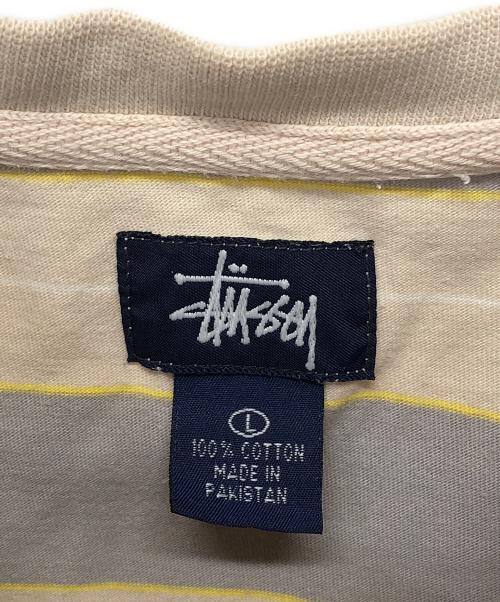 Stüssy
L
100% COTTON
MADE IN
PAKISTAN